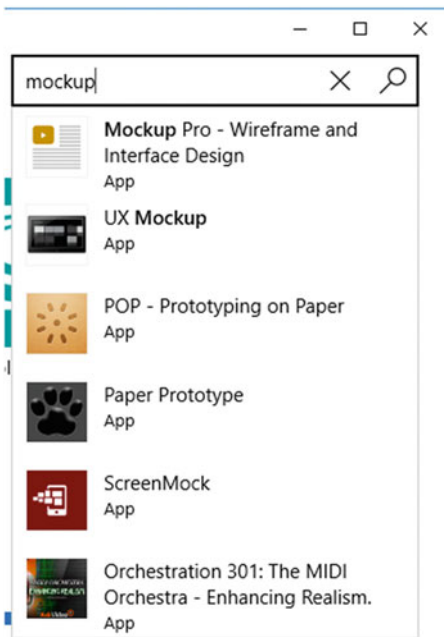 mockup
Mockup Pro - Wireframe and
Interface Design
App
UX Mockup
App
POP - Prototyping on Paper
App
Paper Prototype
App
ScreenMock
App
Orchestration 301: The MIDI
Orchestra - Enhancing Realism.
App